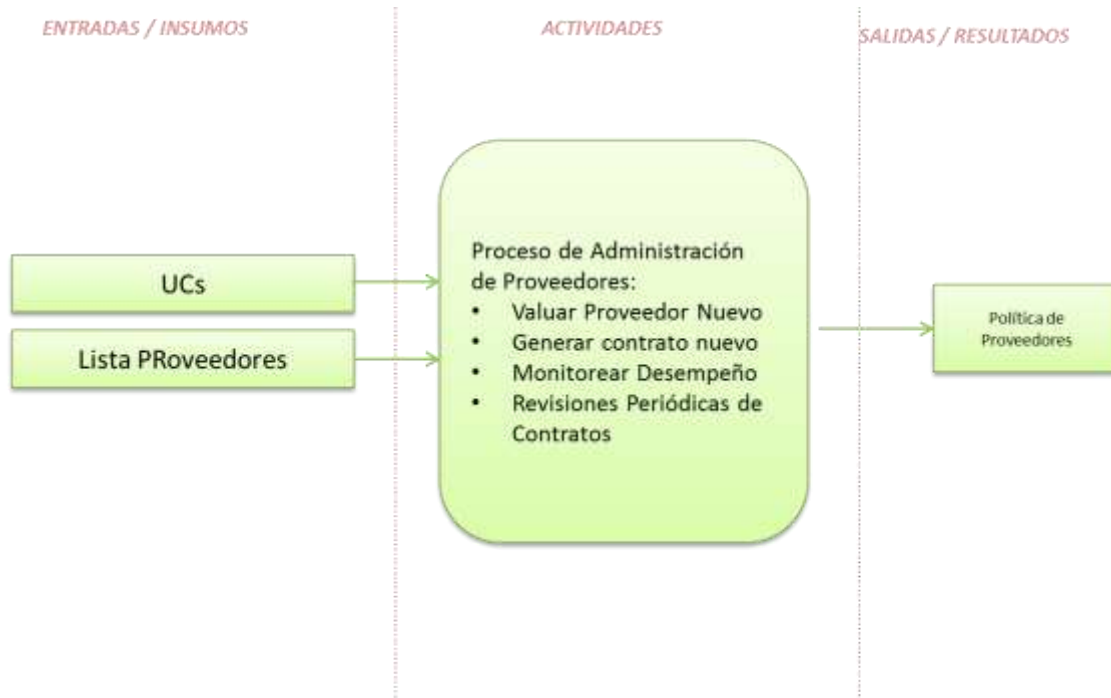 ENTRADAS / INSUMOS
ACTIVIDADES
SALIDAS / RESULTADOS
UCs
Lista PRoveedores
Proceso de Administración
de Proveedores:
• Valuar Proveedor Nuevo
• Generar contrato nuevo
• Monitorear Desempeño
• Revisiones Periódicas de
Contratos
Política de
Proveedores